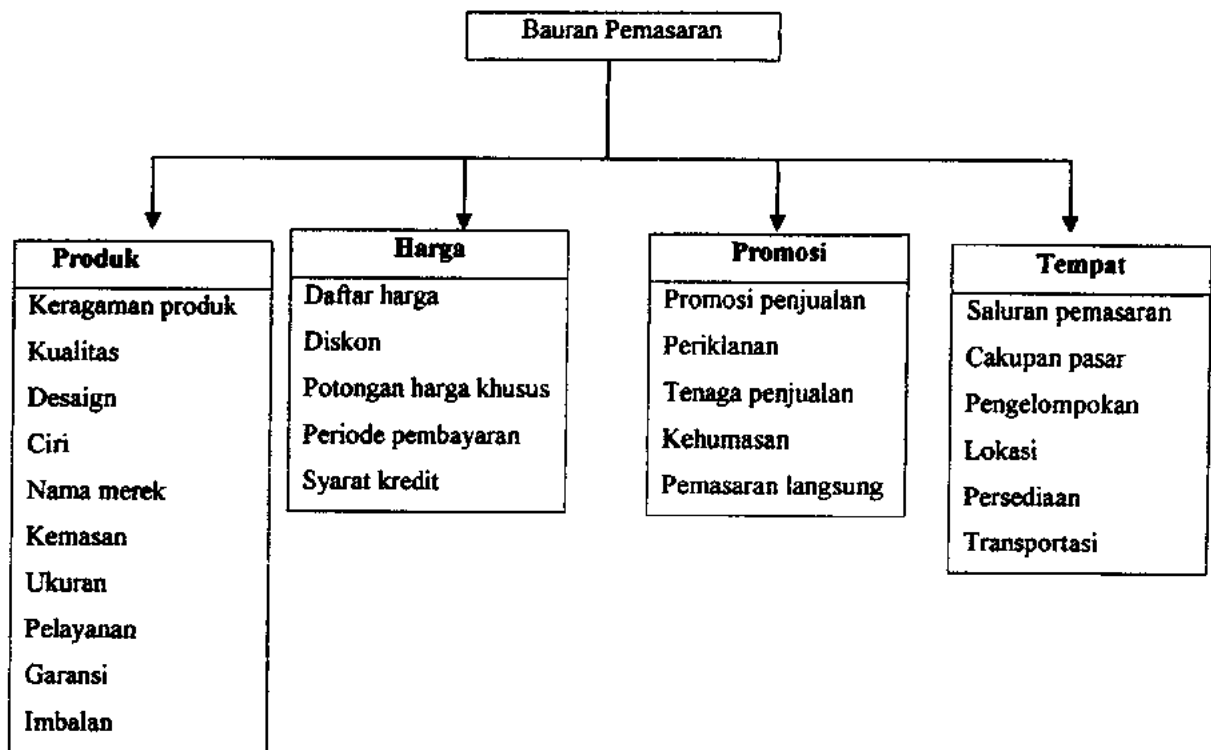 Bauran Pemasaran
Produk
Keragaman produk
Kualitas
Desaign
Ciri
Nama merek
Kemasan
Ukuran
Pelayanan
Garansi
Imbalan
Harga
Daftar harga
Diskon
Potongan harga khusus
Periode pembayaran
Syarat kredit
Promosi
Promosi penjualan
Periklanan
Tenaga penjualan
Kehumasan
Pemasaran langsung
Tempat
Saluran pemasaran
Cakupan pasar
Pengelompokan
Lokasi
Persediaan
Transportasi